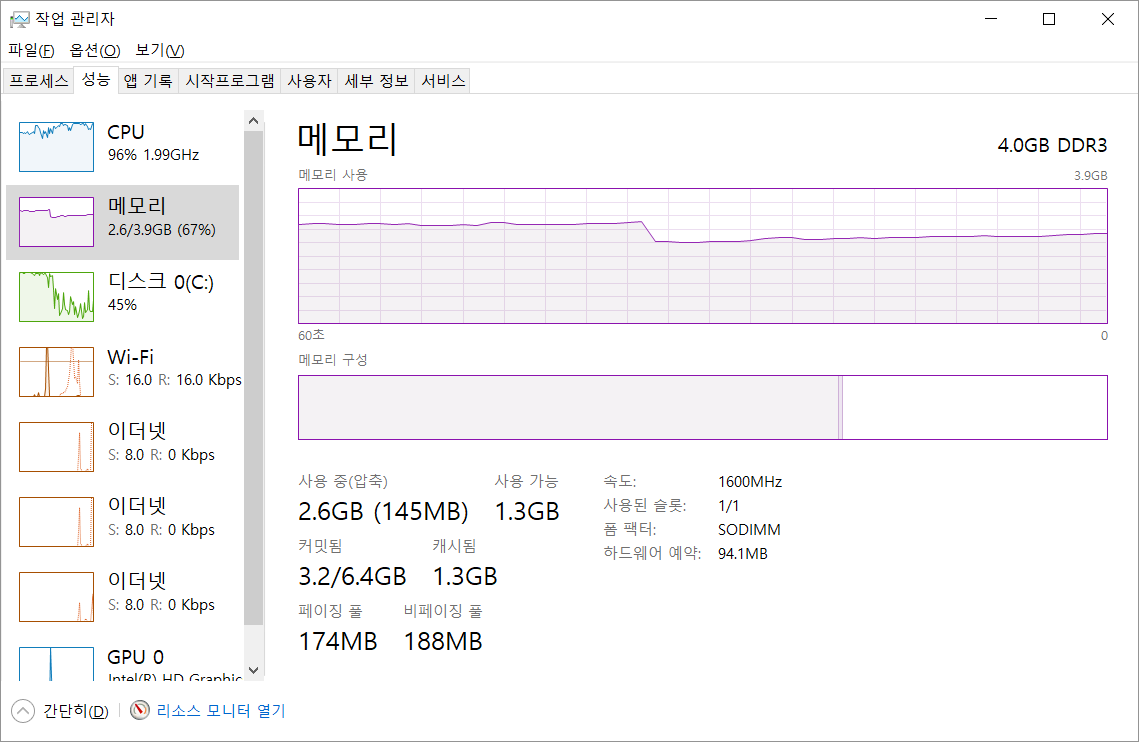 작업 관리자
파일(F) 옵션(O) 보기(V)
프로세스 성능 앱 기록 시작프로그램 사용자 세부 정보 서비스
CPU
96% 1.99GHz
메모리
2.6/3.9GB (67%)
디스크 0(C:)
45%
Wi-Fi
S: 16.0 R: 16.0 Kbps
이더넷
S: 8.0 R: 0 Kbps
이더넷
S: 8.0 R: 0 Kbps
이더넷
S: 8.0 R: 0 Kbps
GPU 0
Intel(R) HD Graphic
메모리
4.0GB DDR3
메모리 사용
3.9GB
60초
0
메모리 구성
사용 중(압축)
2.6GB (145MB)
사용 가능
1.3GB
커밋됨
3.2/6.4GB
캐시됨
1.3GB
페이징 풀
174MB
비페이징 풀
188MB
속도: 1600MHz
사용된 슬롯: 1/1
폼 팩터: SODIMM
하드웨어 예약: 94.1MB
간단히(D)
리소스 모니터 열기